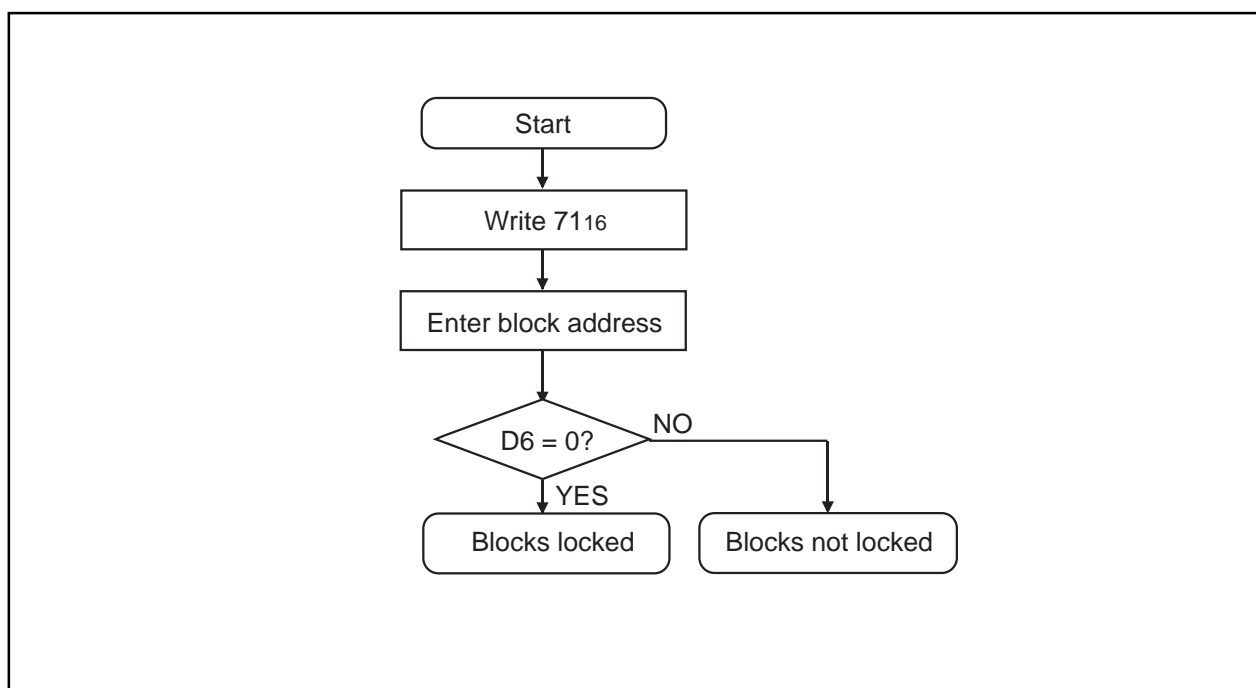 Start
Write 7116
Enter block address
D6 = 0?
NO
YES
Blocks locked
Blocks not locked